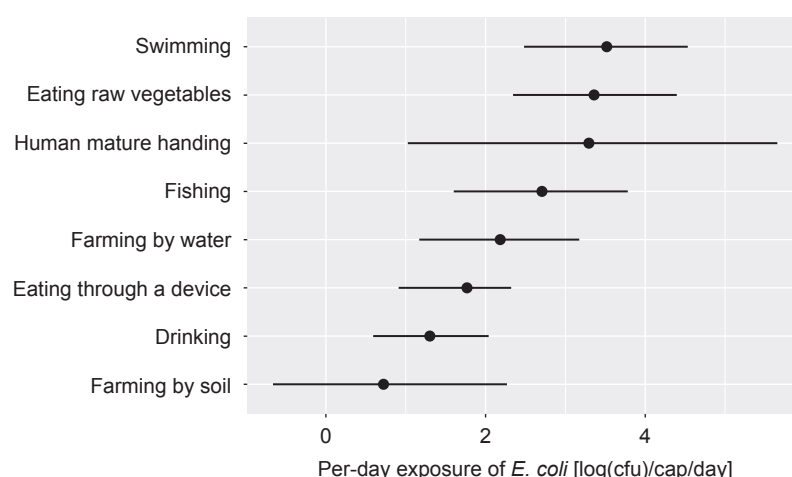 Swimming
Eating raw vegetables
Human mature handing
Fishing
Farming by water
Eating through a device
Drinking
Farming by soil
0 2 4
Per-day exposure of E. coli [log(cfu)/cap/day]